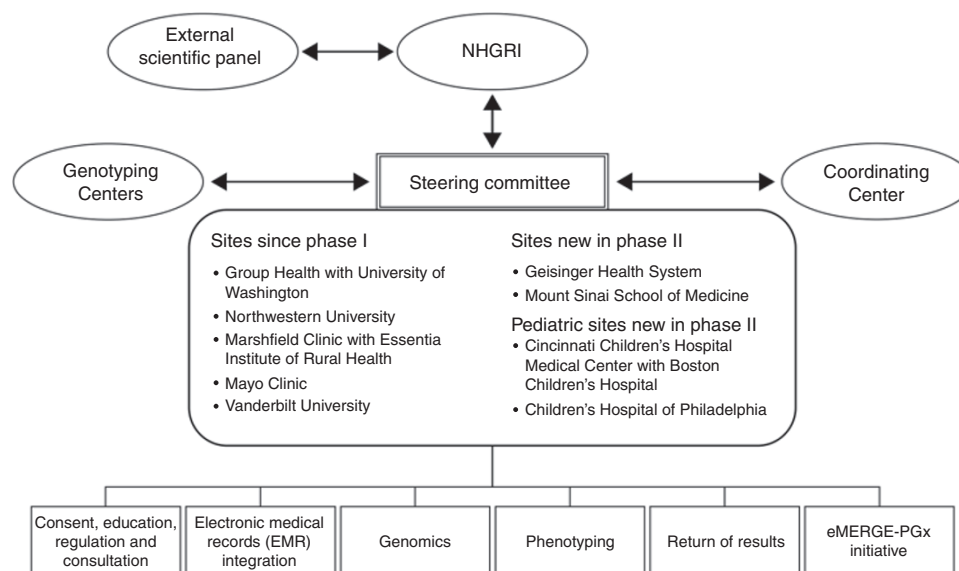 External
scientific panel
NHGRI
Genotyping
Centers
Steering committee
Coordinating
Center
Sites since phase I
• Group Health with University of
Washington
• Northwestern University
• Marshfield Clinic with Essentia
Institute of Rural Health
• Mayo Clinic
• Vanderbilt University
Sites new in phase II
• Geisinger Health System
• Mount Sinai School of Medicine
Pediatric sites new in phase II
• Cincinnati Children’s Hospital
Medical Center with Boston
Children’s Hospital
• Children’s Hospital of Philadelphia
Consent, education,
regulation and
consultation
Electronic medical
records (EMR)
integration
Genomics
Phenotyping
Return of results
eMERGE-PGx
initiative